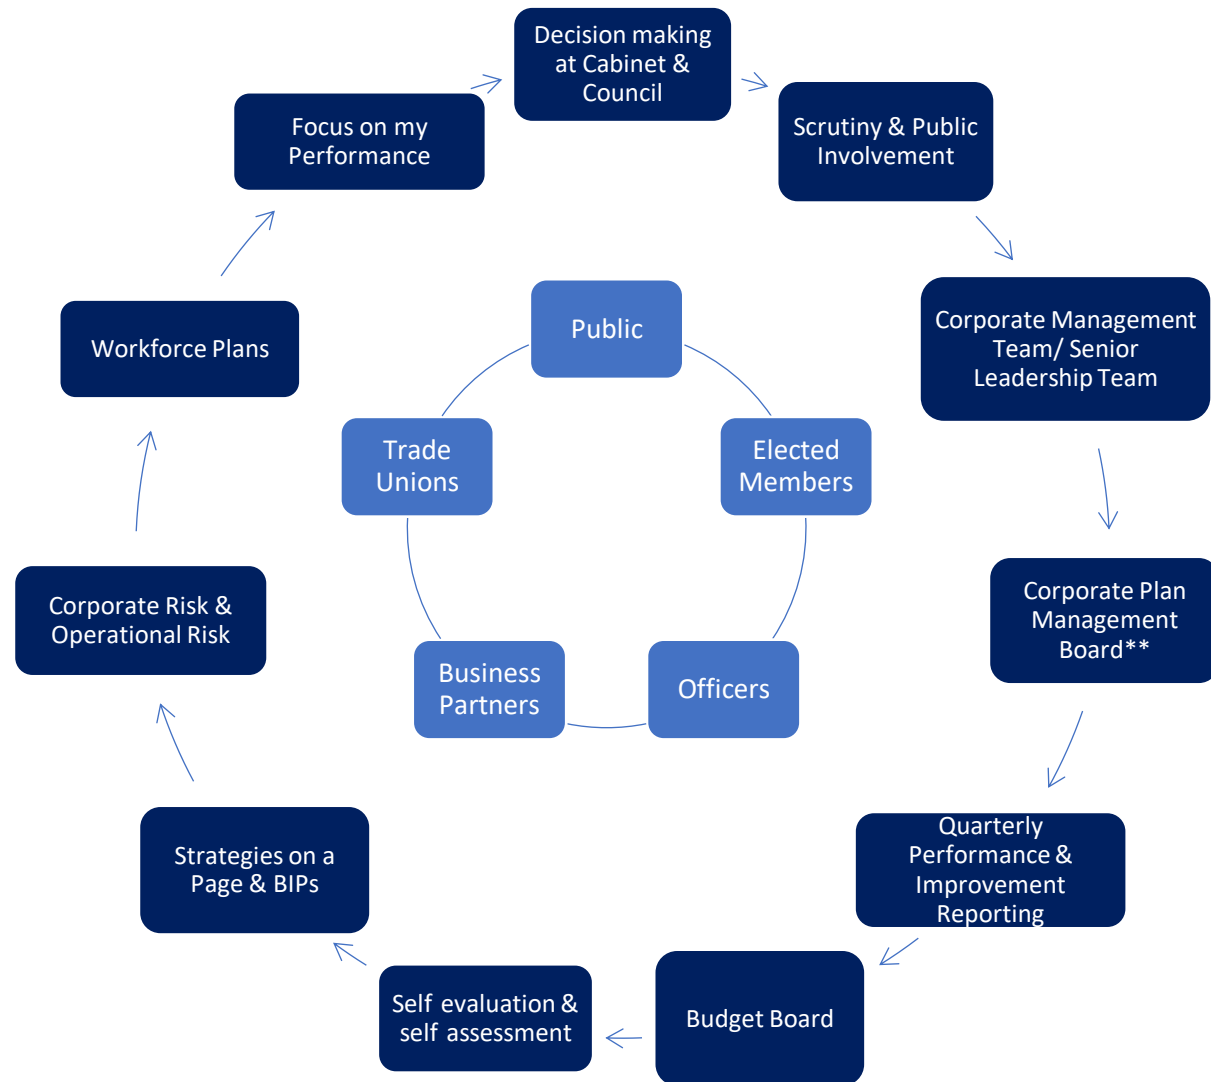 Decision making
at Cabinet &
Council
Scrutiny & Public
Involvement
Corporate Management
Team/ Senior
Leadership Team
Corporate Plan
Management
Board**
Quarterly
Performance &
Improvement
Reporting
Budget Board
Self evaluation &
self assessment
Strategies on a
Page & BIPs
Corporate Risk &
Operational Risk
Workforce Plans
Focus on my
Performance
Public
Elected
Members
Officers
Business
Partners
Trade
Unions